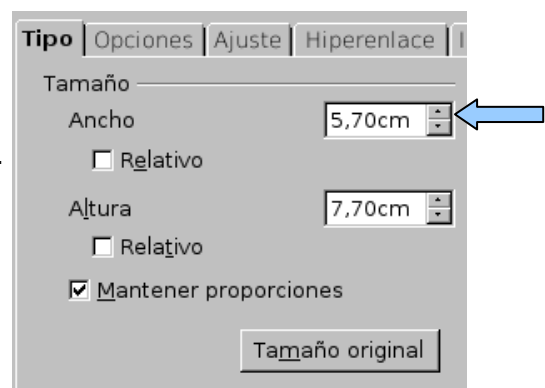 Tipo Opciones Ajuste Hiperenlace
Tamaño
Ancho 5,70cm
Relativo
Altura 7,70cm
Relativo
Mantener proporciones
Tamaño original